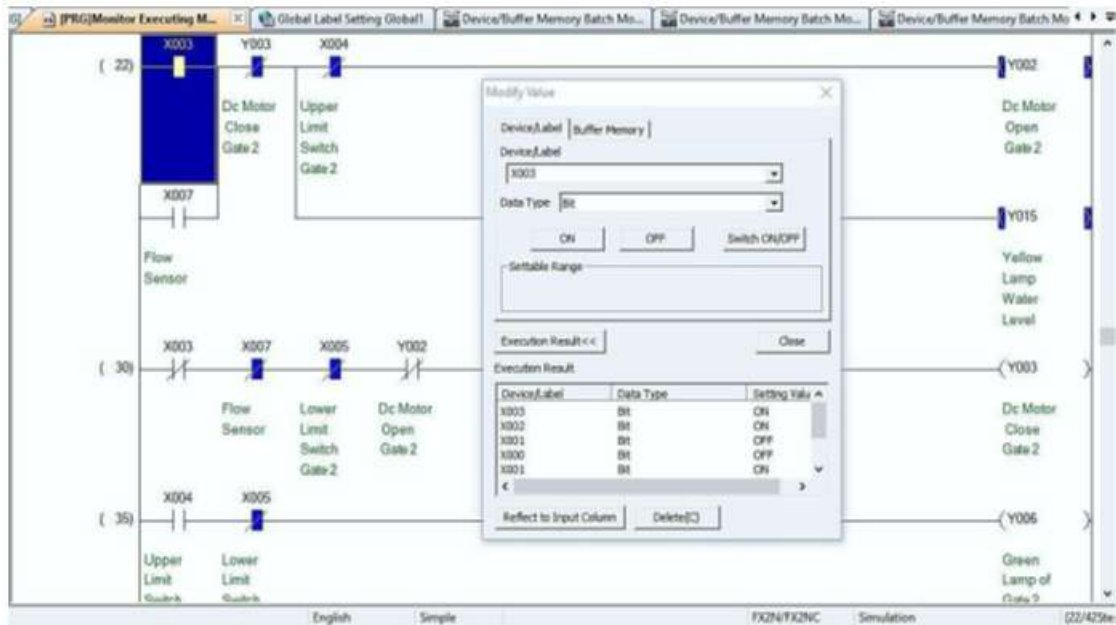 [PRG]Monitor Executing M...
Global Label Setting Global1
Device/Buffer Memory Batch Mo...
Device/Buffer Memory Batch Mo...
Device/Buffer Memory Batch Mo
X003 Y003 X004
( 22) Y002
Dc Motor Close Gate 2
Upper Limit Switch Gate 2
Dc Motor Open Gate 2
X007
Y015
Flow Sensor
Yellow Lamp Water Level
X003 X007 X005 Y002
( 30) Y003
Flow Sensor
Lower Limit Switch Gate 2
Dc Motor Open Gate 2
Dc Motor Close Gate 2
X004 X005
( 35) Y006
Upper Limit Switch
Lower Limit Switch
Green Lamp of Gate 2
Modify Value
Device/Label Buffer Memory
Device/Label
X003
Data Type Bit
ON OFF Switch ON/OFF
Settable Range
Execution Result<< Close
Execution Result
Device/Label Data Type Setting Valu
X003 Bit ON
X002 Bit ON
X001 Bit OFF
X000 Bit OFF
X001 Bit ON
Reflect to Input Column Delete(C)
English Simple FX2N/FX2NC Simulation (22/425Ste